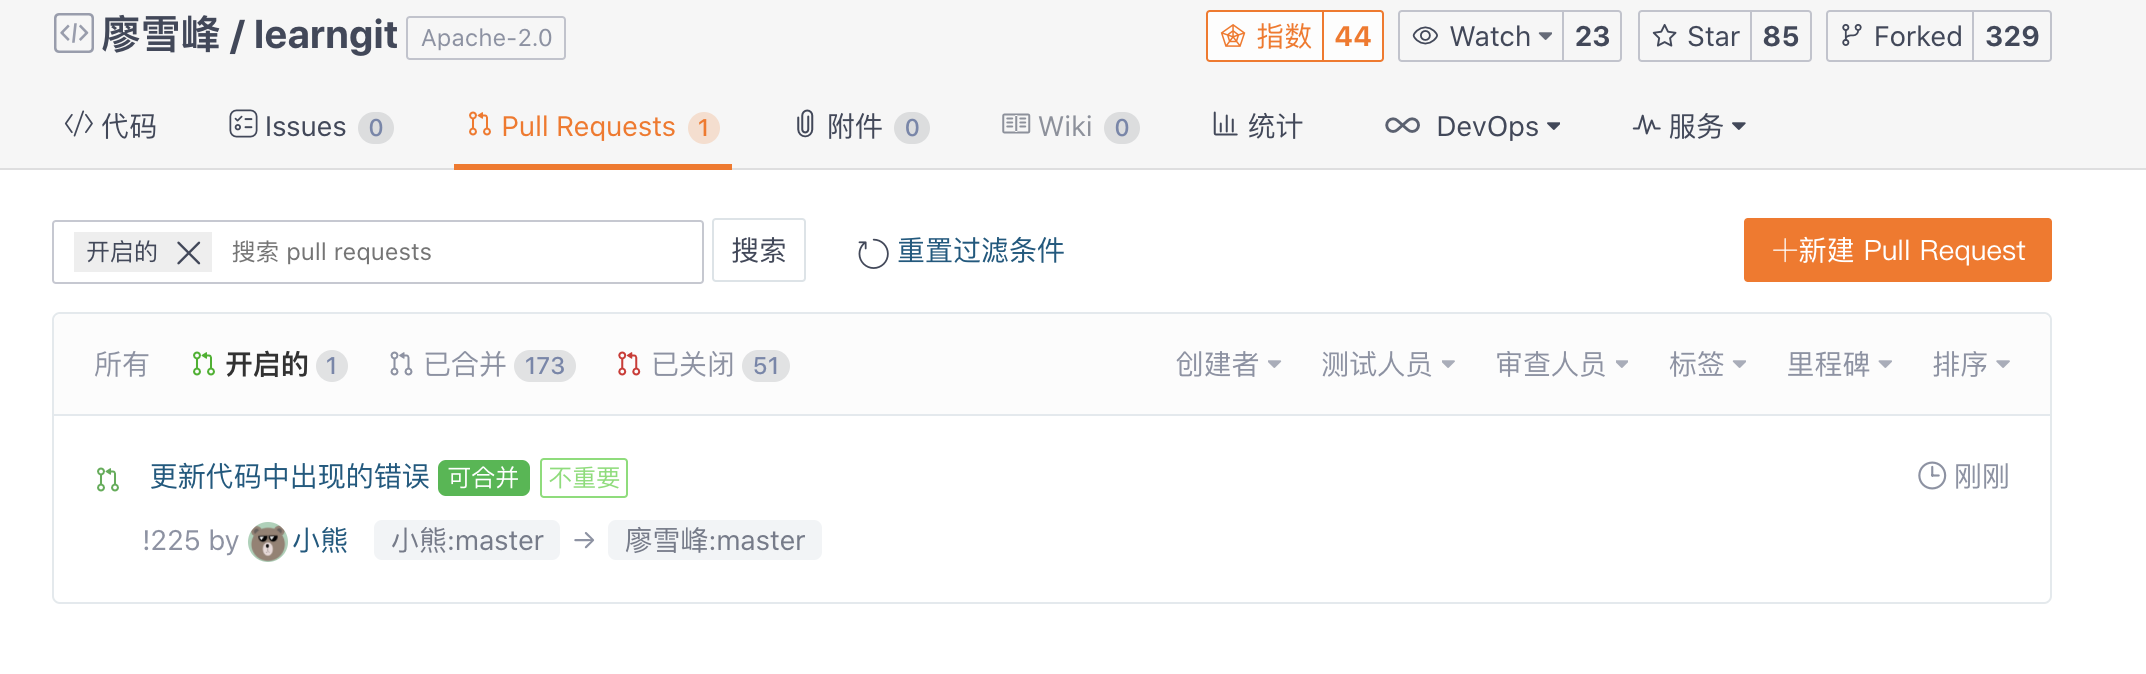 廖雪峰 / learngit Apache-2.0 指数 44 Watch 23 Star 85 Forked 329
代码 Issues 0 Pull Requests 1 附件 0 Wiki 0 统计 DevOps 服务
开启的 搜索 pull requests 搜索 重置过滤条件 +新建 Pull Request
所有 开启的 1 已合并 173 已关闭 51 创建者 测试人员 审查人员 标签 里程碑 排序
更新代码中出现的错误 可合并 不重要 刚刚
!225 by 小熊 小熊:master → 廖雪峰:master